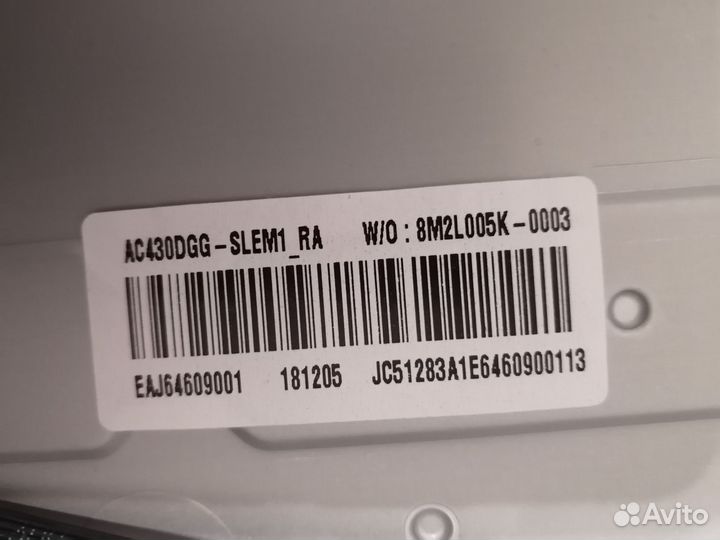 AC430DGG-SLEM1_RA W/O : 8M2L005K-0003
EAJ64609001 181205 JC51283A1E6460900113
Avito